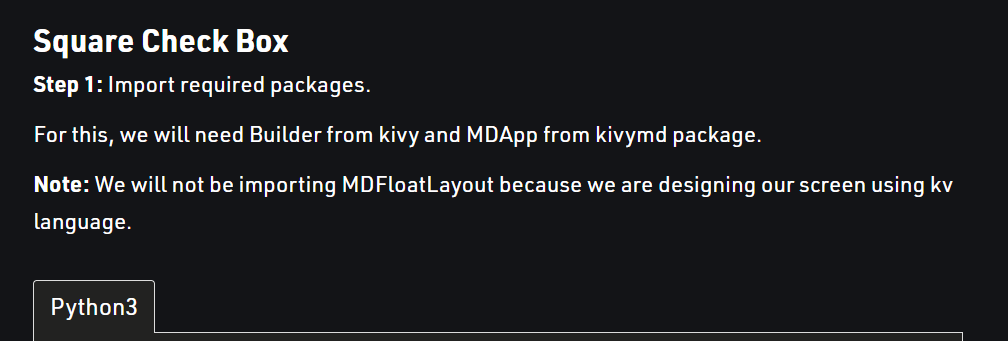 Square Check Box
Step 1: Import required packages.
For this, we will need Builder from kivy and MDApp from kivymd package.
Note: We will not be importing MDFloatLayout because we are designing our screen using kv
language.
Python3